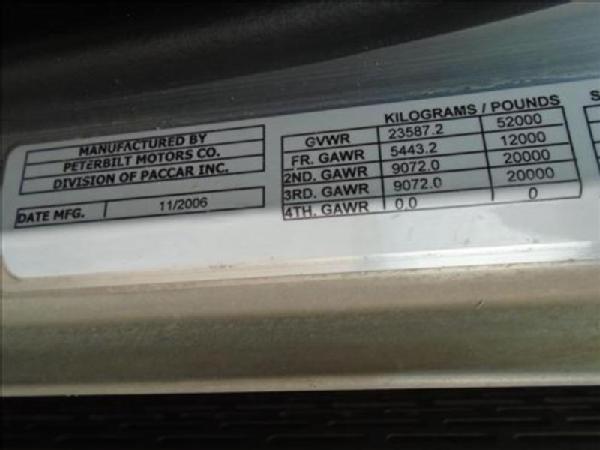 MANUFACTURED BY
PETERBILT MOTORS CO.
DIVISION OF PACCAR INC.
DATE MFG. 11/2006
KILOGRAMS / POUNDS
GVWR 23587.2 52000
FR. GAWR 5443.2 12000
2ND. GAWR 9072.0 20000
3RD. GAWR 9072.0 20000
4TH. GAWR 0.0 0
S